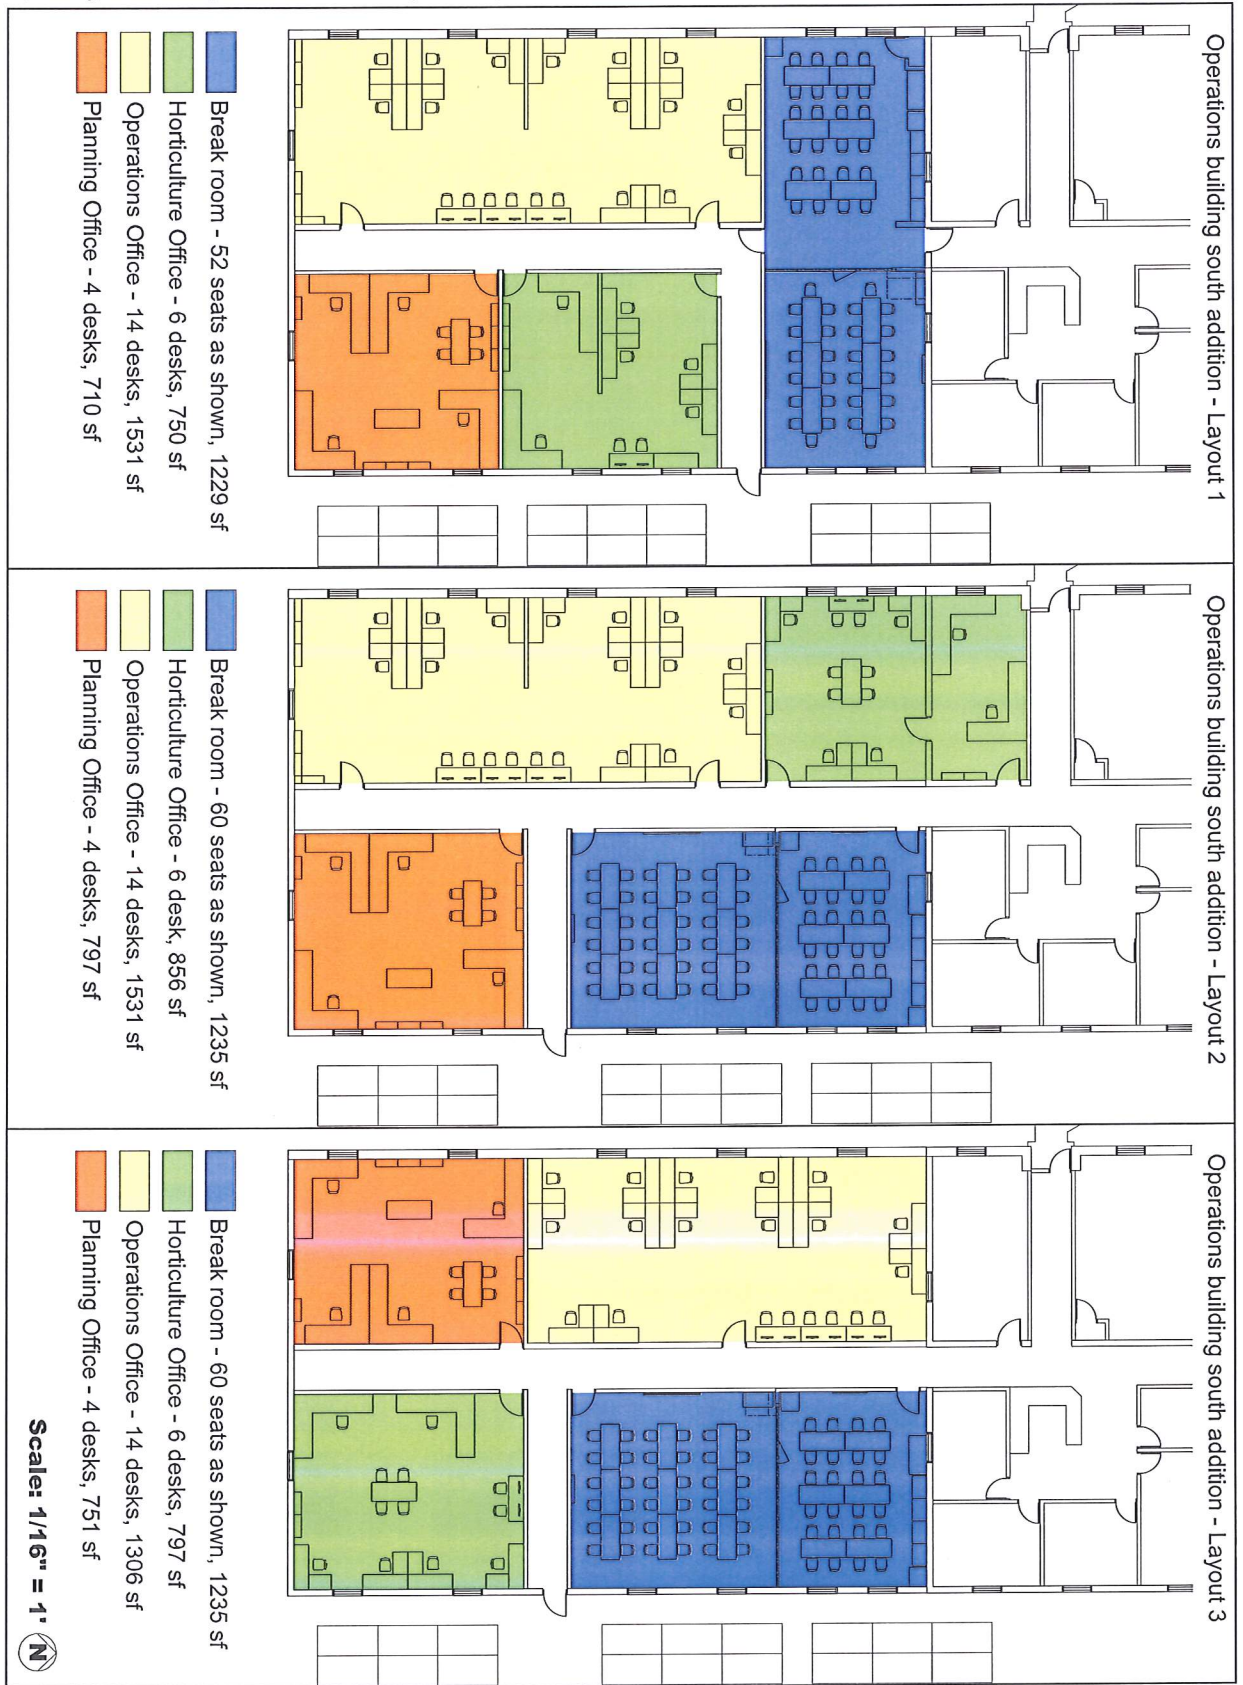 Operations building south addition - Layout 1
Break room - 52 seats as shown, 1229 sf
Horticulture Office - 6 desks, 750 sf
Operations Office - 14 desks, 1531 sf
Planning Office - 4 desks, 710 sf
Operations building south addition - Layout 2
Break room - 60 seats as shown, 1235 sf
Horticulture Office - 6 desk, 856 sf
Operations Office - 14 desks, 1531 sf
Planning Office - 4 desks, 797 sf
Operations building south addition - Layout 3
Break room - 60 seats as shown, 1235 sf
Horticulture Office - 6 desks, 797 sf
Operations Office - 14 desks, 1306 sf
Planning Office - 4 desks, 751 sf
Scale: 1/16" = 1'
N